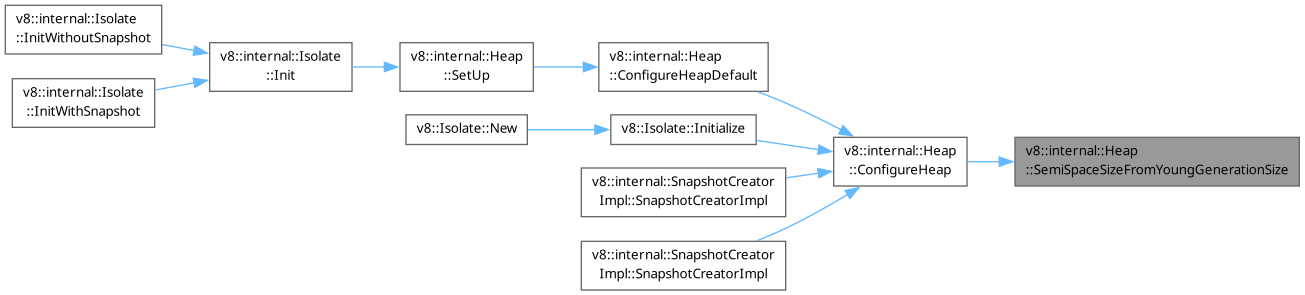 v8::internal::Isolate
::InitWithoutSnapshot
v8::internal::Isolate
::InitWithSnapshot
v8::internal::Isolate
::Init
v8::internal::Heap
::SetUp
v8::internal::Heap
::ConfigureHeapDefault
v8::Isolate::New
v8::Isolate::Initialize
v8::internal::SnapshotCreator
Impl::SnapshotCreatorImpl
v8::internal::SnapshotCreator
Impl::SnapshotCreatorImpl
v8::internal::Heap
::ConfigureHeap
v8::internal::Heap
::SemiSpaceSizeFromYoungGenerationSize